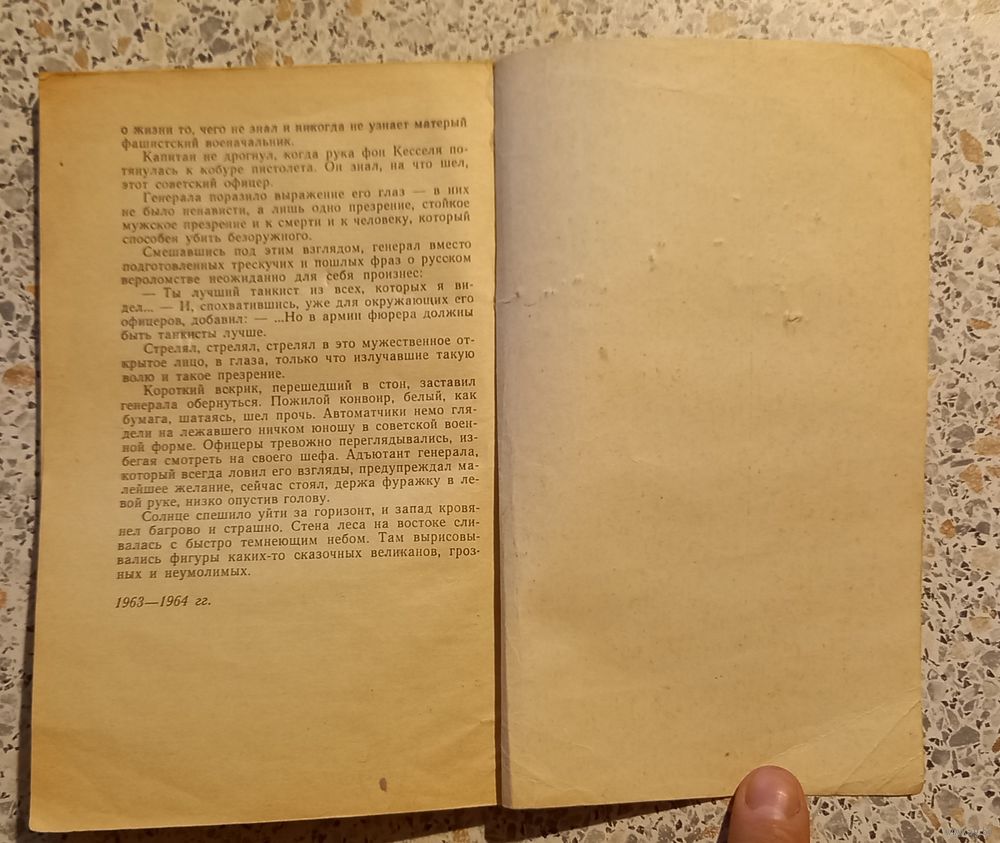 о жизни то, чего не знал и никогда не узнает матерый
фашистский военачальник.
Капитан не дрогнул, когда рука фон Кесселя по-
тянулась к кобуре пистолета. Он знал, на что шел,
этот советский офицер.
Генерала поразило выражение его глаз — в них
не было ненависти, а лишь одно презрение, стойкое
мужское презрение и к смерти и к человеку, который
способен убить безоружного.
Смешавшись под этим взглядом, генерал вместо
подготовленных трескучих и пошлых фраз о русском
вероломстве неожиданно для себя произнес:
— Ты лучший танкист из всех, которых я ви-
дел... — И, спохватившись, уже для окружающих его
офицеров, добавил: — ...Но в армии фюрера должны
быть танкисты лучше.
Стрелял, стрелял, стрелял в это мужественное от-
крытое лицо, в глаза, только что излучавшие такую
волю и такое презрение.
Короткий вскрик, перешедший в стон, заставил
генерала обернуться. Пожилой конвоир, белый, как
бумага, шатаясь, шел прочь. Автоматчики немо гля-
дели на лежавшего ничком юношу в советской воен-
ной форме. Офицеры тревожно переглядывались, из-
бегая смотреть на своего шефа. Адъютант генерала,
который всегда ловил его взгляды, предупреждал ма-
лейшее желание, сейчас стоял, держа фуражку в ле-
вой руке, низко опустив голову.
Солнце спешило уйти за горизонт, и запад кровя-
нел багрово и страшно. Стена леса на востоке сли-
валась с быстро темнеющим небом. Там вырисовы-
вались фигуры каких-то сказочных великанов, гроз-
ных и неумолимых.
1963—1964 гг.